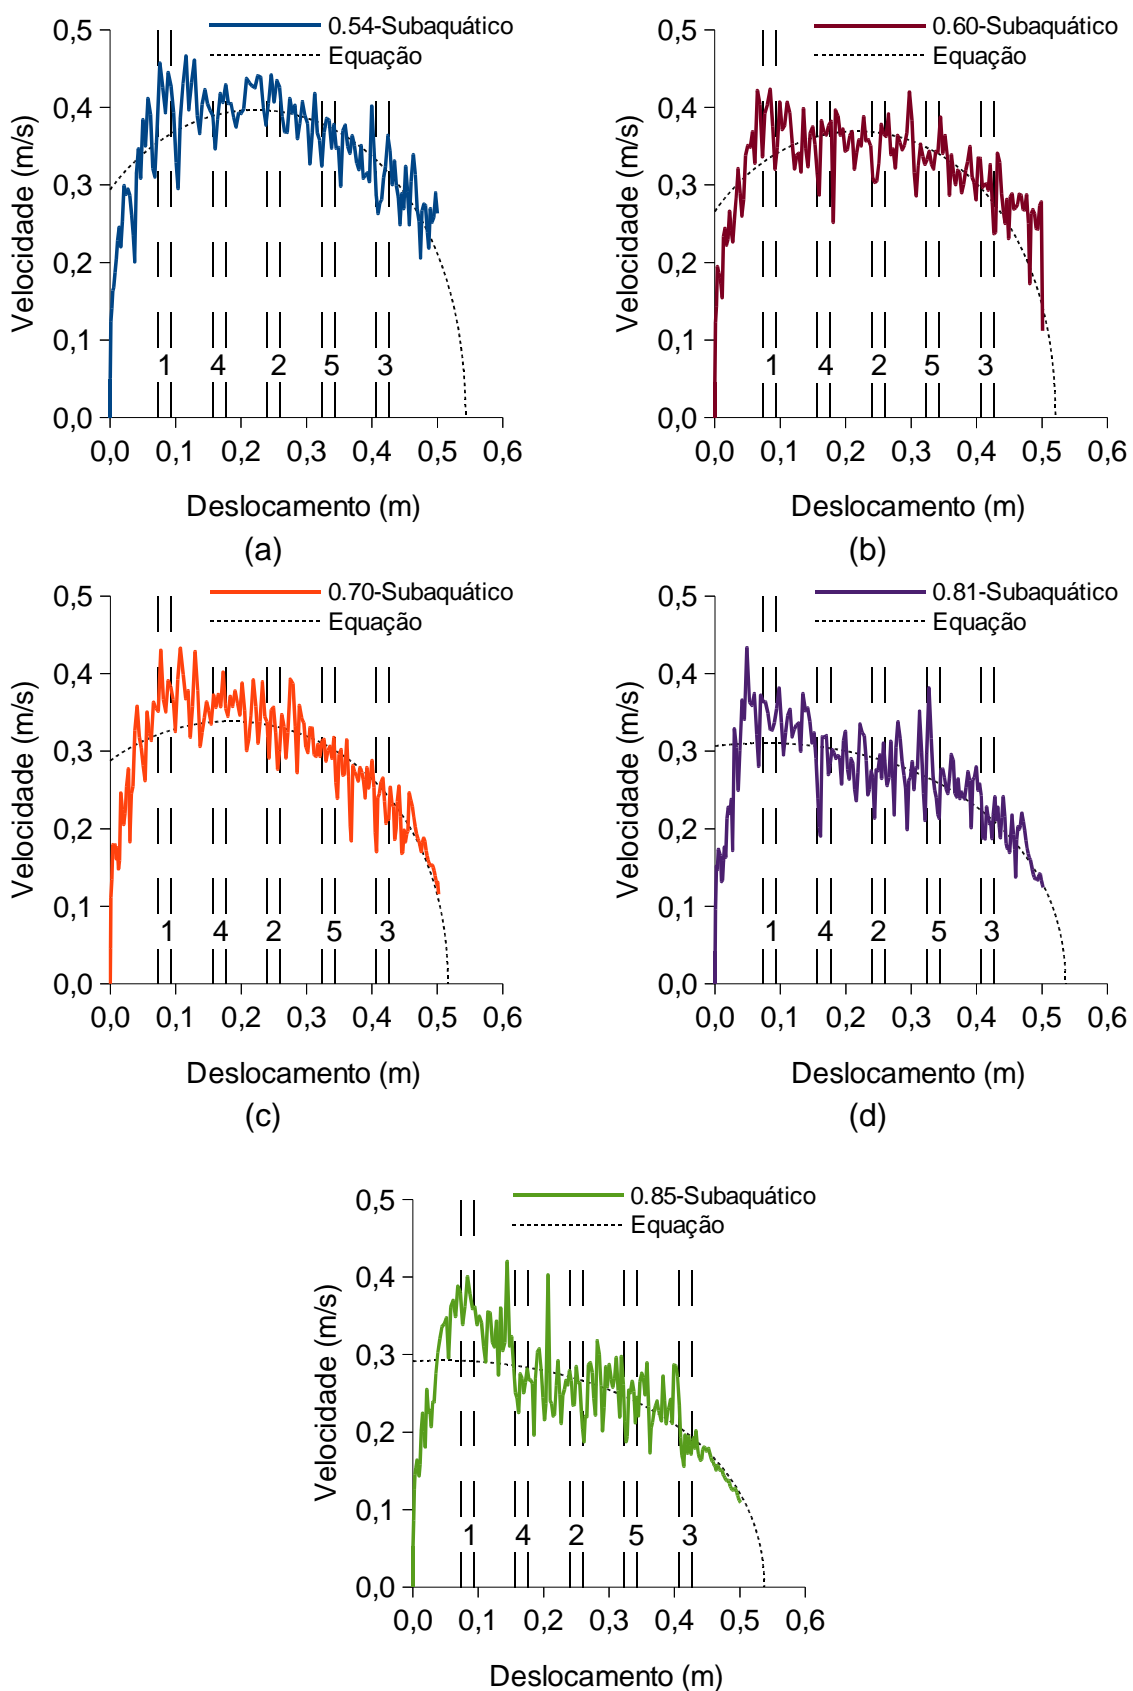 0.54-Subaquático
Equação
0,5
0,4
0,3
0,2
0,1
0,0
Velocidade (m/s)
1 4 2 5 3
0,0 0,1 0,2 0,3 0,4 0,5 0,6
Deslocamento (m)
(a)
0.60-Subaquático
Equação
0,5
0,4
0,3
0,2
0,1
0,0
Velocidade (m/s)
1 4 2 5 3
0,0 0,1 0,2 0,3 0,4 0,5 0,6
Deslocamento (m)
(b)
0.70-Subaquático
Equação
0,5
0,4
0,3
0,2
0,1
0,0
Velocidade (m/s)
1 4 2 5 3
0,0 0,1 0,2 0,3 0,4 0,5 0,6
Deslocamento (m)
(c)
0.81-Subaquático
Equação
0,5
0,4
0,3
0,2
0,1
0,0
Velocidade (m/s)
1 4 2 5 3
0,0 0,1 0,2 0,3 0,4 0,5 0,6
Deslocamento (m)
(d)
0.85-Subaquático
Equação
0,5
0,4
0,3
0,2
0,1
0,0
Velocidade (m/s)
1 4 2 5 3
0,0 0,1 0,2 0,3 0,4 0,5 0,6
Deslocamento (m)